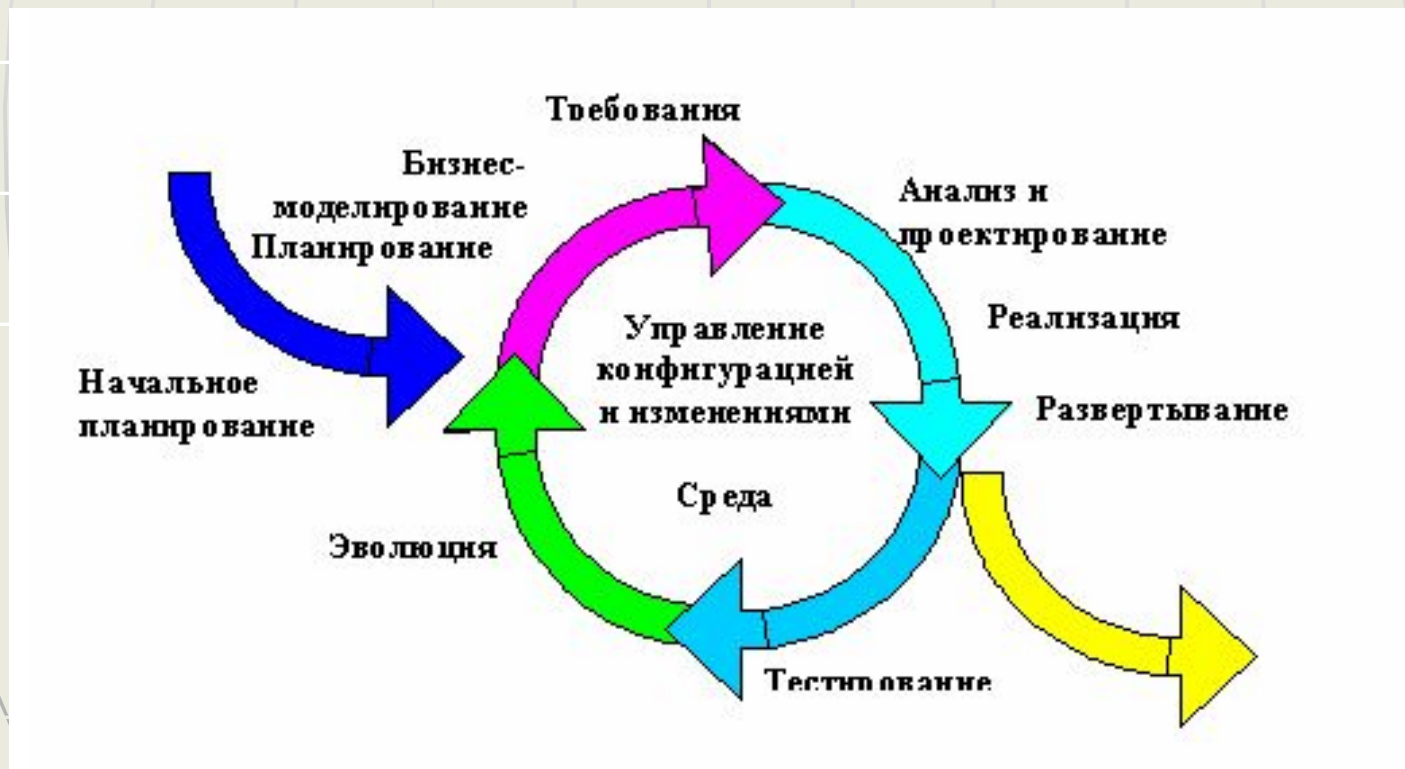 Требования
Бизнес-
моделирование
Планирование
Анализ и
проектирование
Реализация
Управление
конфигурацией
и изменениями
Начальное
планирование
Развертывание
Среда
Эволюция
Тестирование